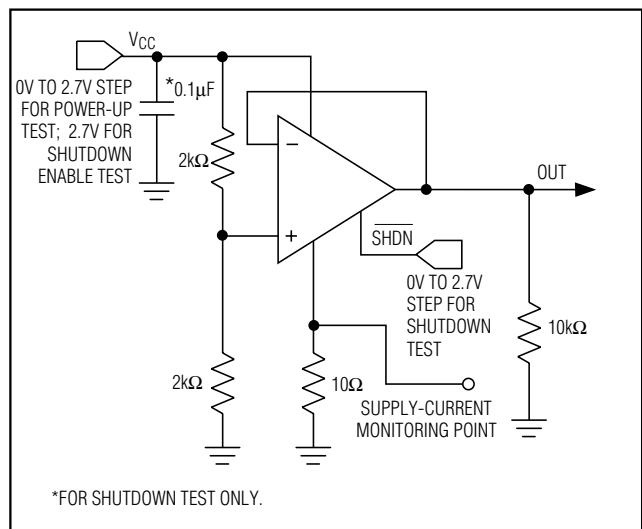 VCC
0V TO 2.7V STEP
FOR POWER-UP
TEST; 2.7V FOR
SHUTDOWN
ENABLE TEST
*0.1µF
2kΩ
−
+
OUT
SHDN
0V TO 2.7V
STEP FOR
SHUTDOWN
TEST
10kΩ
2kΩ
10Ω
SUPPLY-CURRENT
MONITORING POINT
*FOR SHUTDOWN TEST ONLY.